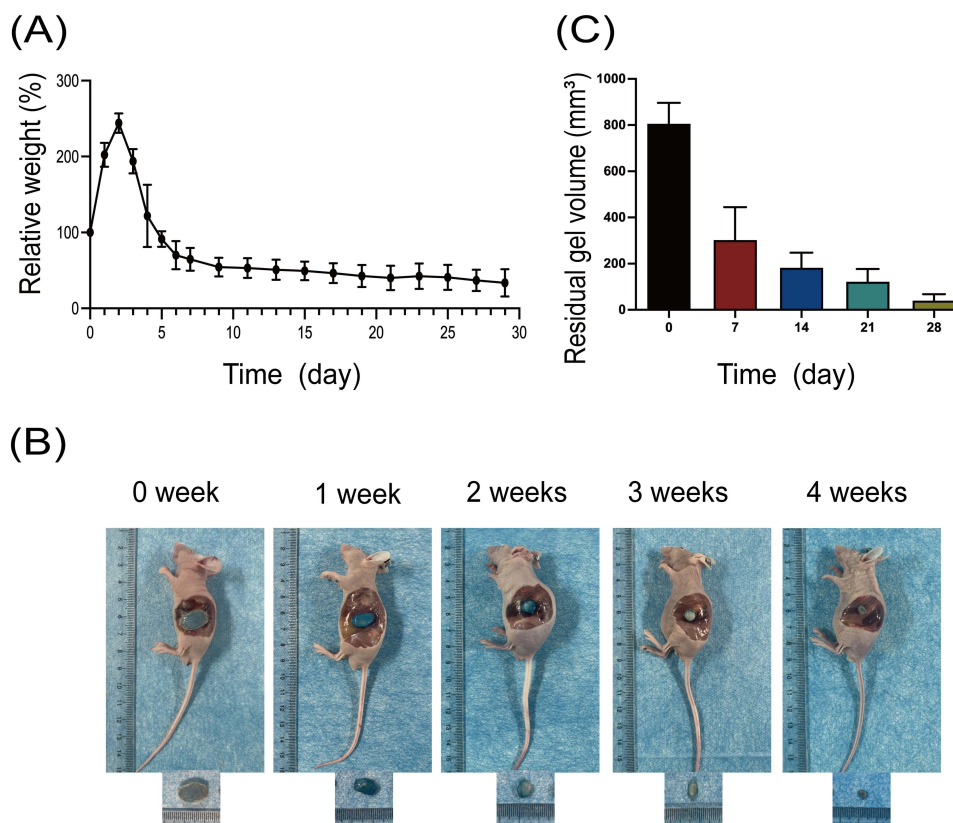 (A)
Relative weight (%)
300
200
100
0
0 5 10 15 20 25 30
Time (day)
(C)
Residual gel volume (mm³)
1000
800
600
400
200
0
0 7 14 21 28
Time (day)
(B)
0 week 1 week 2 weeks 3 weeks 4 weeks